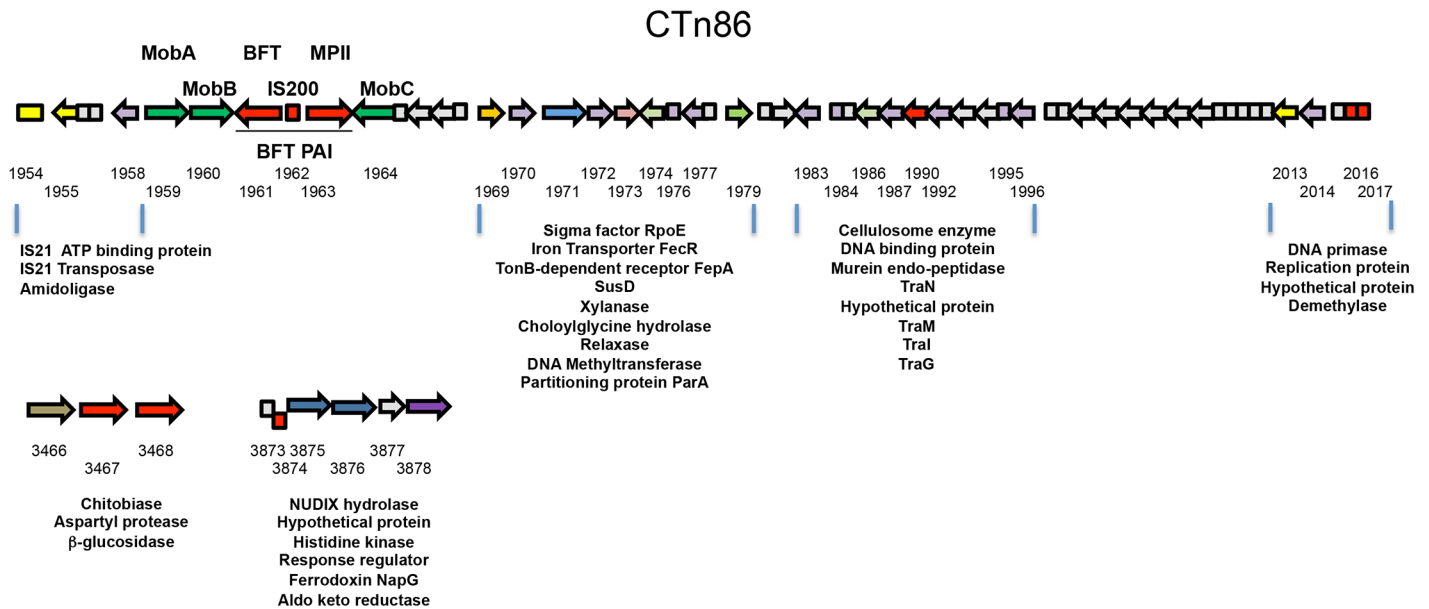 CTn86
MobA BFT MPII
MobB IS200 MobC
BFT PAI
1954 1958 1960 1962 1964 1970 1972 1974 1977 1983 1986 1990 1995 2013 2016
1955 1959 1961 1963 1969 1971 1973 1976 1979 1984 1987 1992 1996 2014 2017
IS21 ATP binding protein
IS21 Transposase
Amidoligase
Sigma factor RpoE
Iron Transporter FecR
TonB-dependent receptor FepA
SusD
Xylanase
Choloylglycine hydrolase
Relaxase
DNA Methyltransferase
Partitioning protein ParA
Cellulosome enzyme
DNA binding protein
Murein endo-peptidase
TraN
Hypothetical protein
TraM
TraI
TraG
DNA primase
Replication protein
Hypothetical protein
Demethylase
3466 3468
3467
Chitobiase
Aspartyl protease
β-glucosidase
3873 3875 3877
3874 3876 3878
NUDIX hydrolase
Hypothetical protein
Histidine kinase
Response regulator
Ferrodoxin NapG
Aldo keto reductase